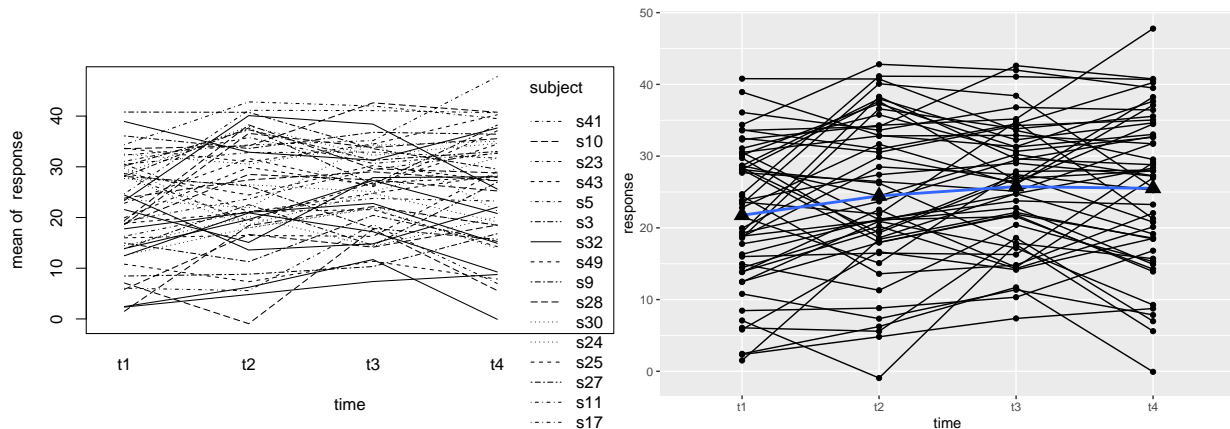 mean of response
40
30
20
10
0
t1
t2
t3
t4
time
subject
s41
s10
s23
s43
s5
s3
s32
s49
s9
s28
s30
s24
s25
s27
s11
s17
response
50
40
30
20
10
0
t1
t2
t3
t4
time